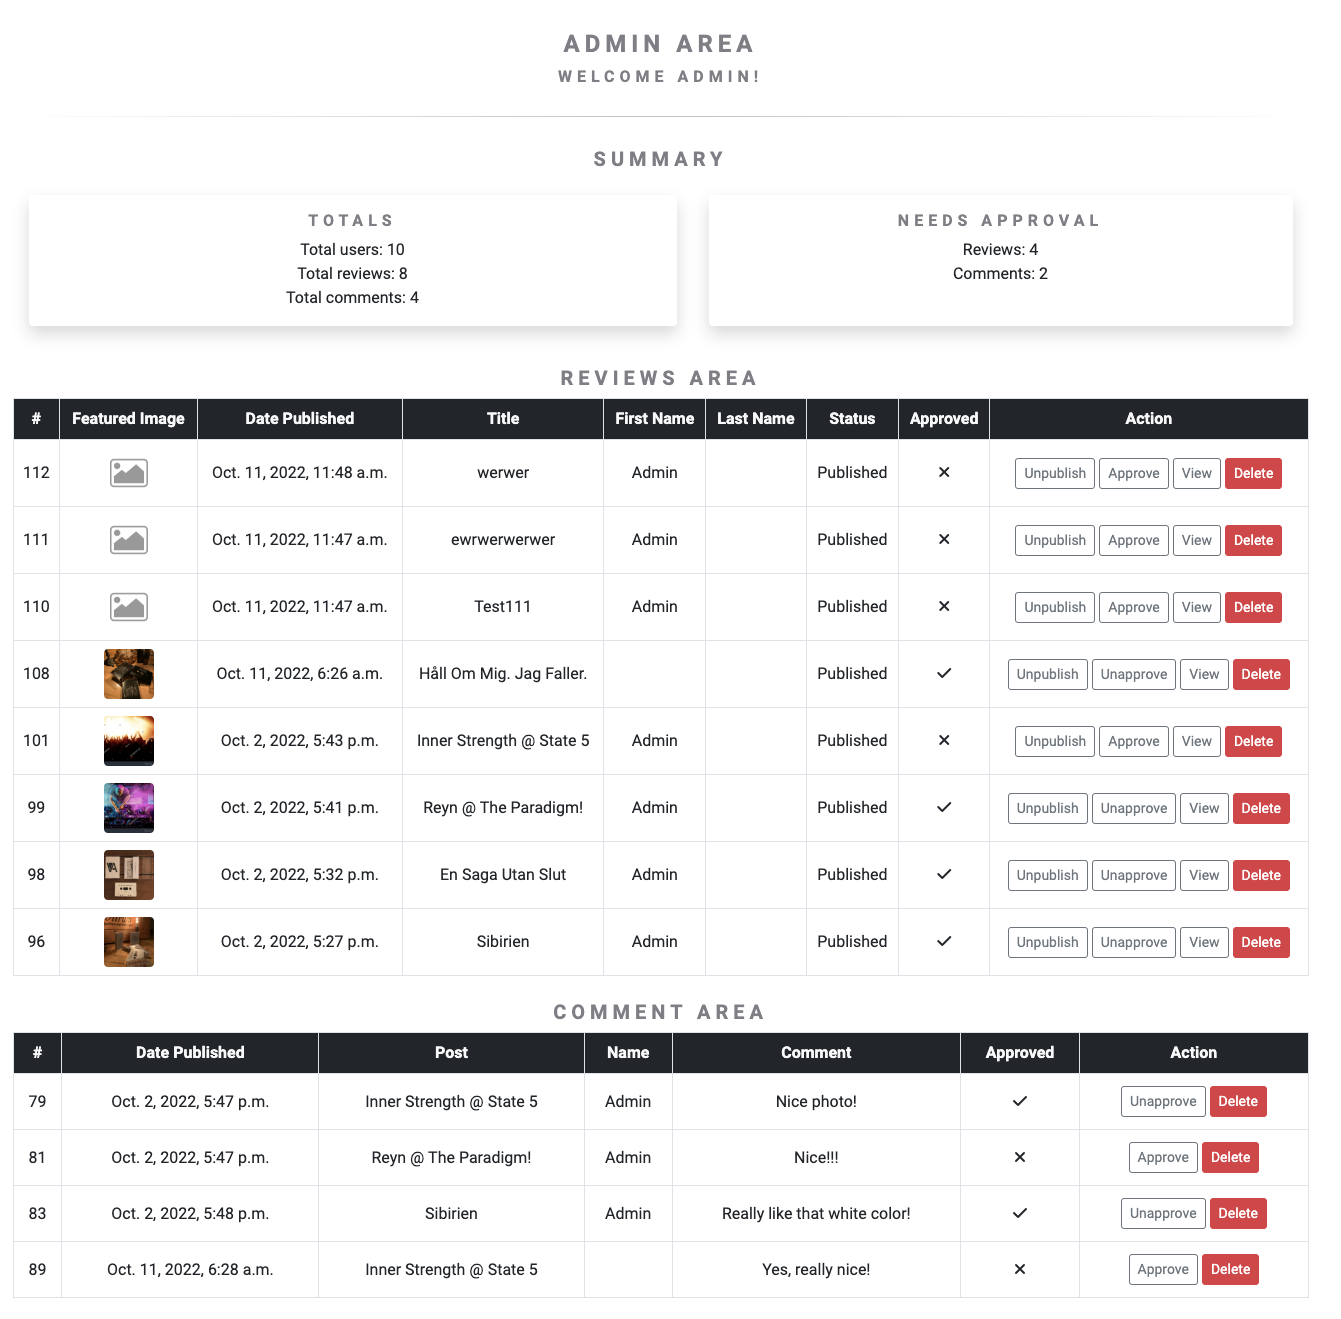 ADMIN AREA
WELCOME ADMIN!
SUMMARY
TOTALS
Total users: 10
Total reviews: 8
Total comments: 4
NEEDS APPROVAL
Reviews: 4
Comments: 2
REVIEWS AREA
# Featured Image Date Published Title First Name Last Name Status Approved Action
112 Oct. 11, 2022, 11:48 a.m. werwer Admin Published Unpublish Approve View Delete
111 Oct. 11, 2022, 11:47 a.m. ewrwerwerwer Admin Published Unpublish Approve View Delete
110 Oct. 11, 2022, 11:47 a.m. Test111 Admin Published Unpublish Approve View Delete
108 Oct. 11, 2022, 6:26 a.m. Håll Om Mig. Jag Faller. Published Unpublish Unapprove View Delete
101 Oct. 2, 2022, 5:43 p.m. Inner Strength @ State 5 Admin Published Unpublish Approve View Delete
99 Oct. 2, 2022, 5:41 p.m. Reyn @ The Paradigm! Admin Published Unpublish Unapprove View Delete
98 Oct. 2, 2022, 5:32 p.m. En Saga Utan Slut Admin Published Unpublish Unapprove View Delete
96 Oct. 2, 2022, 5:27 p.m. Sibirien Admin Published Unpublish Unapprove View Delete
COMMENT AREA
# Date Published Post Name Comment Approved Action
79 Oct. 2, 2022, 5:47 p.m. Inner Strength @ State 5 Admin Nice photo! Unapprove Delete
81 Oct. 2, 2022, 5:47 p.m. Reyn @ The Paradigm! Admin Nice!!! Approve Delete
83 Oct. 2, 2022, 5:48 p.m. Sibirien Admin Really like that white color! Unapprove Delete
89 Oct. 11, 2022, 6:28 a.m. Inner Strength @ State 5 Yes, really nice! Approve Delete